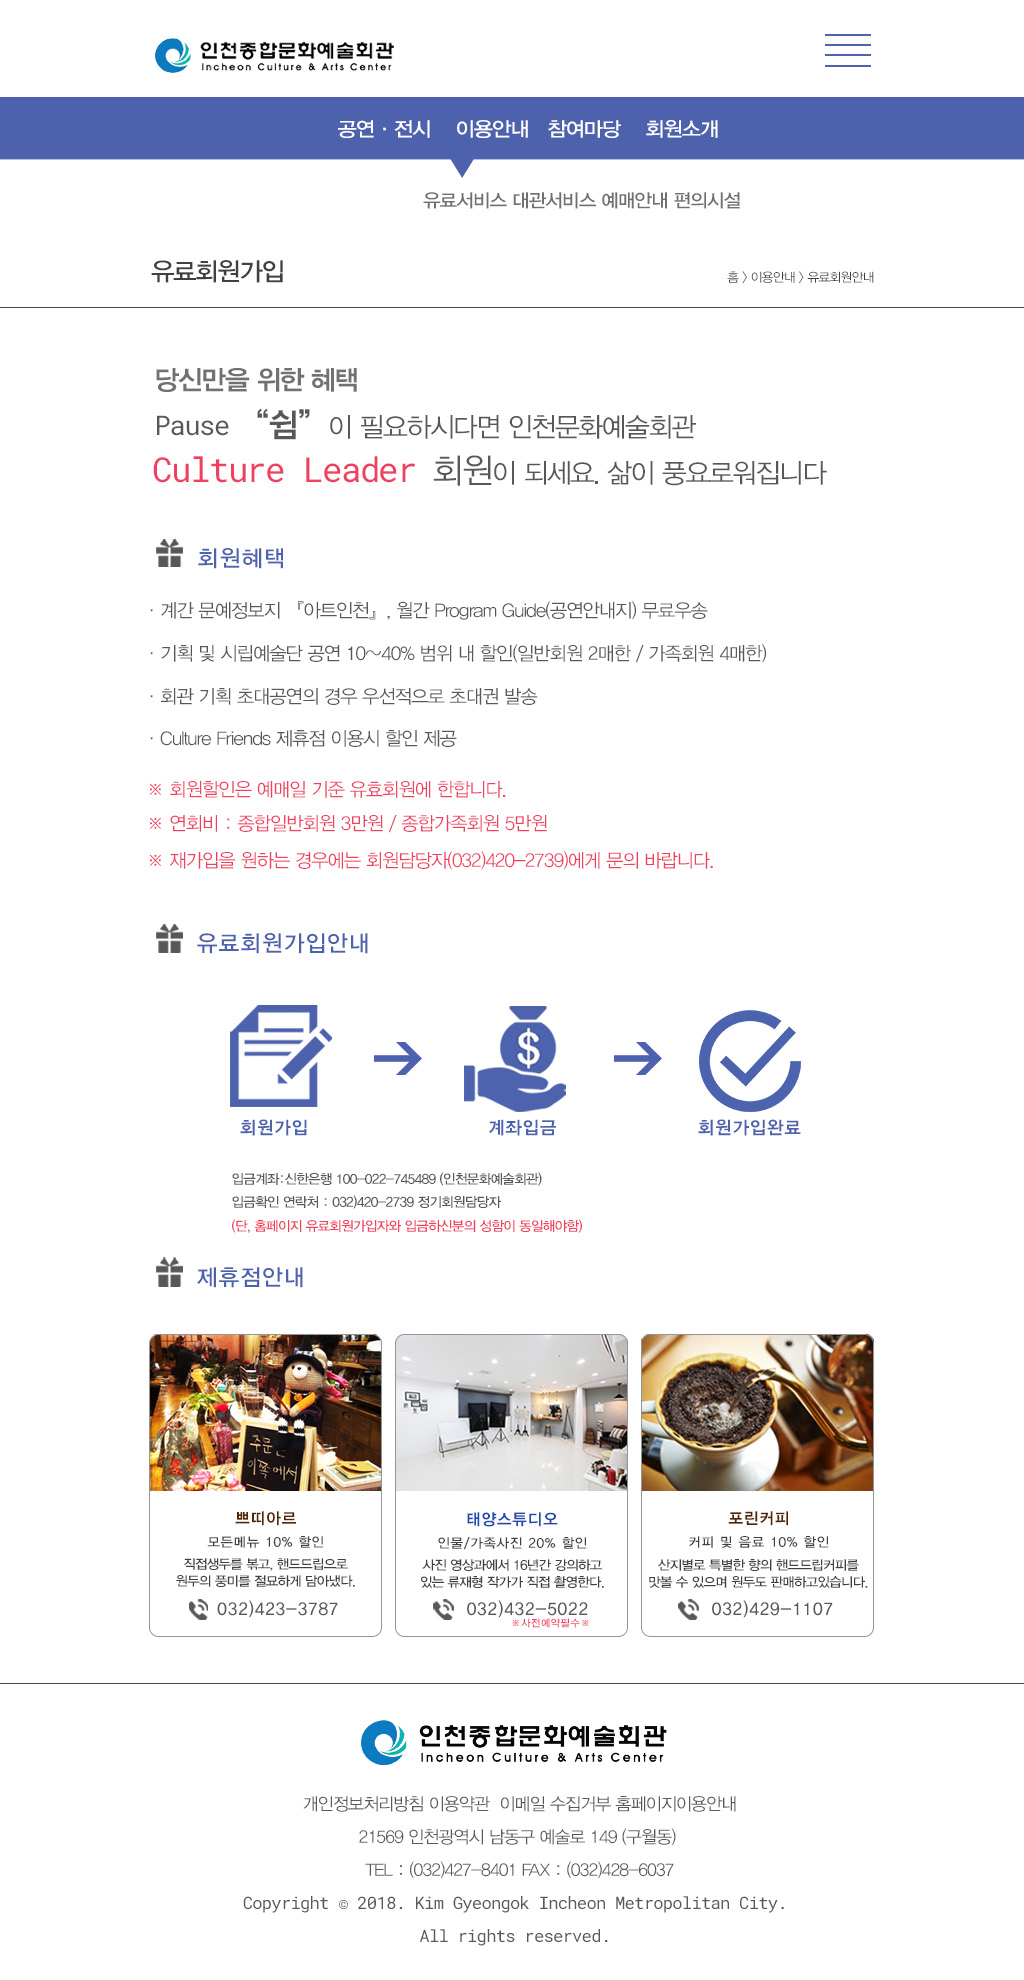 인천종합문화예술회관
Incheon Culture & Arts Center
공연 · 전시 이용안내 참여마당 회원소개
유료서비스 대관서비스 예매안내 편의시설
유료회원가입
홈 > 이용안내 > 유료회원안내
당신만을 위한 혜택
Pause “쉼” 이 필요하시다면 인천문화예술회관
Culture Leader 회원이 되세요. 삶이 풍요로워집니다
회원혜택
· 계간 문예정보지 『아트인천』, 월간 Program Guide(공연안내지) 무료우송
· 기획 및 시립예술단 공연 10~40% 범위 내 할인(일반회원 2매한 / 가족회원 4매한)
· 회관 기획 초대공연의 경우 우선적으로 초대권 발송
· Culture Friends 제휴점 이용시 할인 제공
※ 회원할인은 예매일 기준 유효회원에 한합니다.
※ 연회비 : 종합일반회원 3만원 / 종합가족회원 5만원
※ 재가입을 원하는 경우에는 회원담당자(032)420-2739)에게 문의 바랍니다.
유료회원가입안내
$
회원가입 계좌입금 회원가입완료
입금계좌:신한은행 100-022-745489 (인천문화예술회관)
입금확인 연락처 : 032)420-2739 정기회원담당자
(단, 홈페이지 유료회원가입자와 입금하신분의 성함이 동일해야함)
제휴점안내
주문은
이쪽에서
쁘띠아르
모든메뉴 10% 할인
직접생두를 볶고, 핸드드립으로
원두의 풍미를 절묘하게 담아냈다.
032)423-3787
태양스튜디오
인물/가족사진 20% 할인
사진 영상과에서 16년간 강의하고
있는 류재형 작가가 직접 촬영한다.
032)432-5022
※사전예약필수※
포린커피
커피 및 음료 10% 할인
산지별로 특별한 향의 핸드드립커피를
맛볼 수 있으며 원두도 판매하고있습니다.
032)429-1107
인천종합문화예술회관
Incheon Culture & Arts Center
개인정보처리방침 이용약관 이메일 수집거부 홈페이지이용안내
21569 인천광역시 남동구 예술로 149 (구월동)
TEL : (032)427-8401 FAX : (032)428-6037
Copyright © 2018. Kim Gyeongok Incheon Metropolitan City.
All rights reserved.